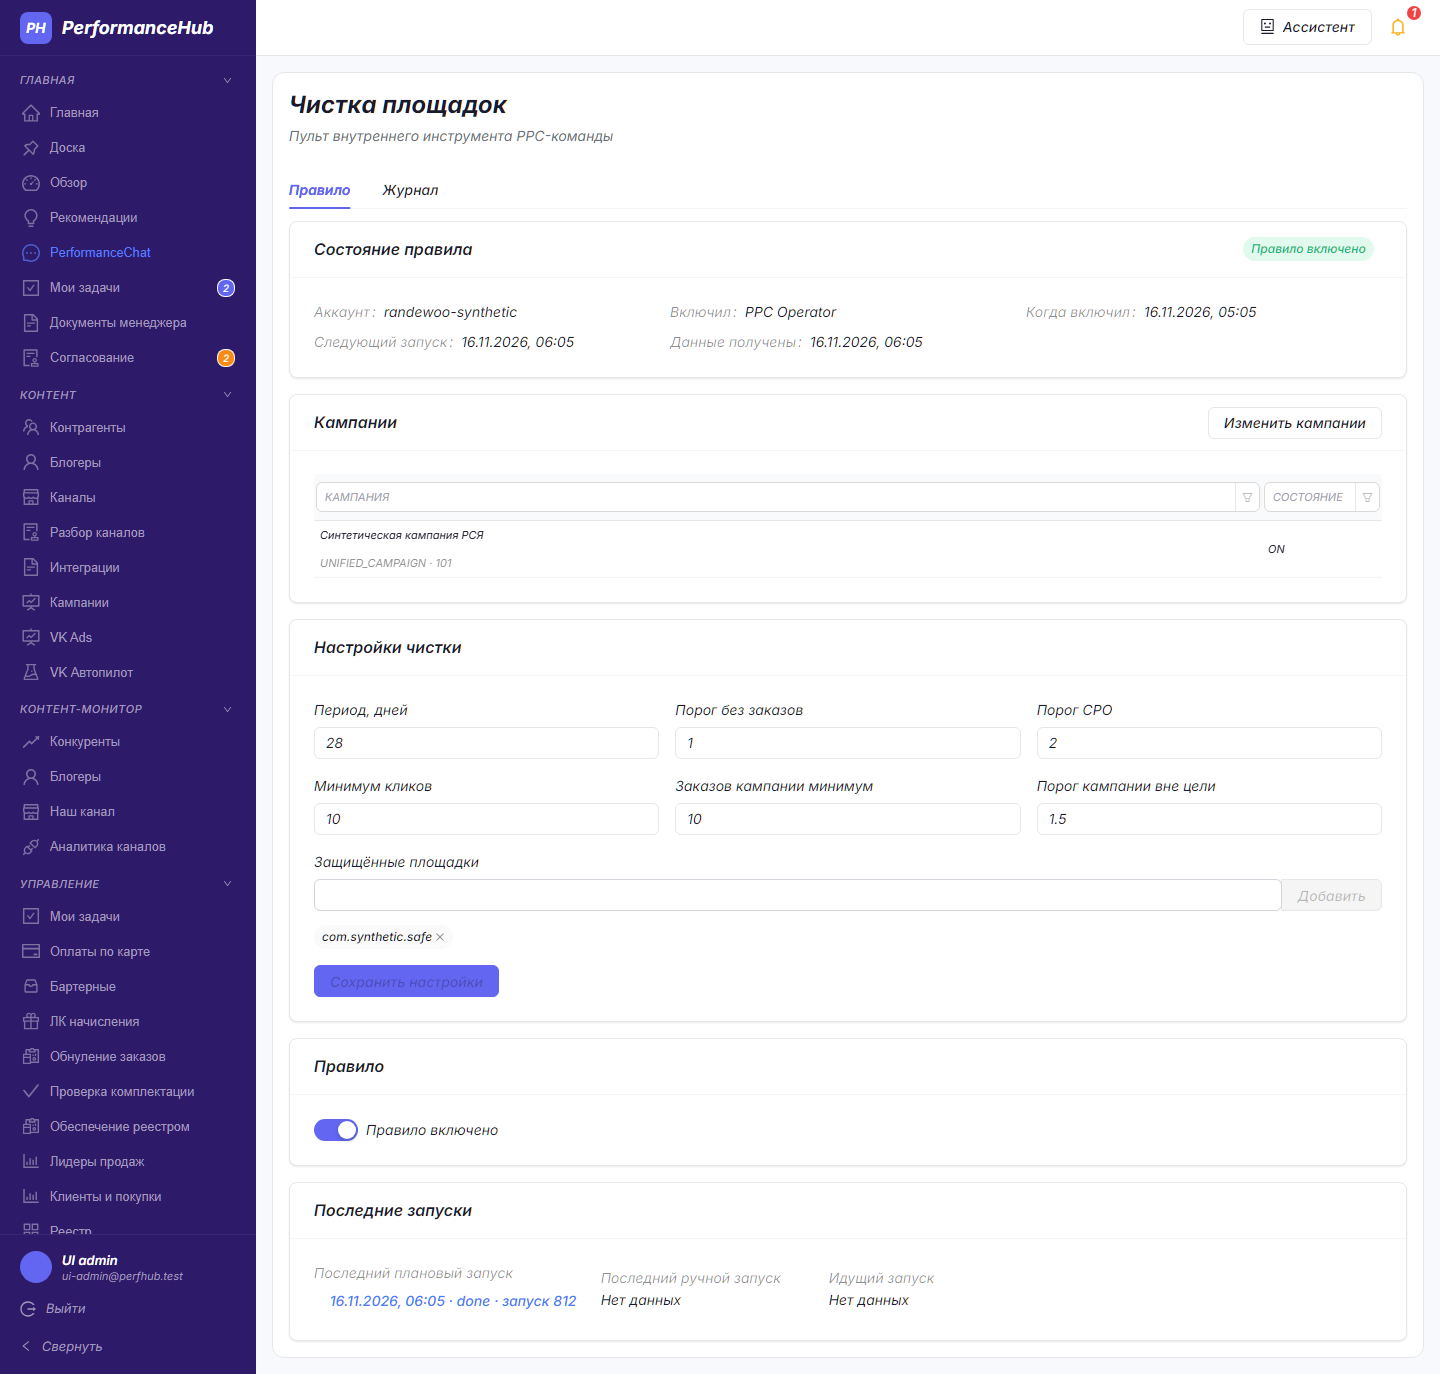 PH PerformanceHub
ГЛАВНАЯ
Главная
Доска
Обзор
Рекомендации
PerformanceChat
Мои задачи 2
Документы менеджера
Согласование 2
КОНТЕНТ
Контрагенты
Блогеры
Каналы
Разбор каналов
Интеграции
Кампании
VK Ads
VK Автопилот
КОНТЕНТ-МОНИТОР
Конкуренты
Блогеры
Наш канал
Аналитика каналов
УПРАВЛЕНИЕ
Мои задачи
Оплаты по карте
Бартерные
ЛК начисления
Обнуление заказов
Проверка комплектации
Обеспечение реестром
Лидеры продаж
Клиенты и покупки
Реестр
UI admin
ui-admin@perfhub.test
Выйти
Свернуть
Ассистент 1
Чистка площадок
Пульт внутреннего инструмента PPC-команды
Правило Журнал
Состояние правила Правило включено
Аккаунт: randewoo-synthetic Включил: PPC Operator Когда включил: 16.11.2026, 05:05
Следующий запуск: 16.11.2026, 06:05 Данные получены: 16.11.2026, 06:05
Кампании Изменить кампании
КАМПАНИЯ СОСТОЯНИЕ
Синтетическая кампания РСЯ
UNIFIED_CAMPAIGN · 101 ON
Настройки чистки
Период, дней Порог без заказов Порог CPO
28 1 2
Минимум кликов Заказов кампании минимум Порог кампании вне цели
10 10 1.5
Защищённые площадки
Добавить
com.synthetic.safe
Сохранить настройки
Правило
Правило включено
Последние запуски
Последний плановый запуск Последний ручной запуск Идущий запуск
16.11.2026, 06:05 · done · запуск 812 Нет данных Нет данных